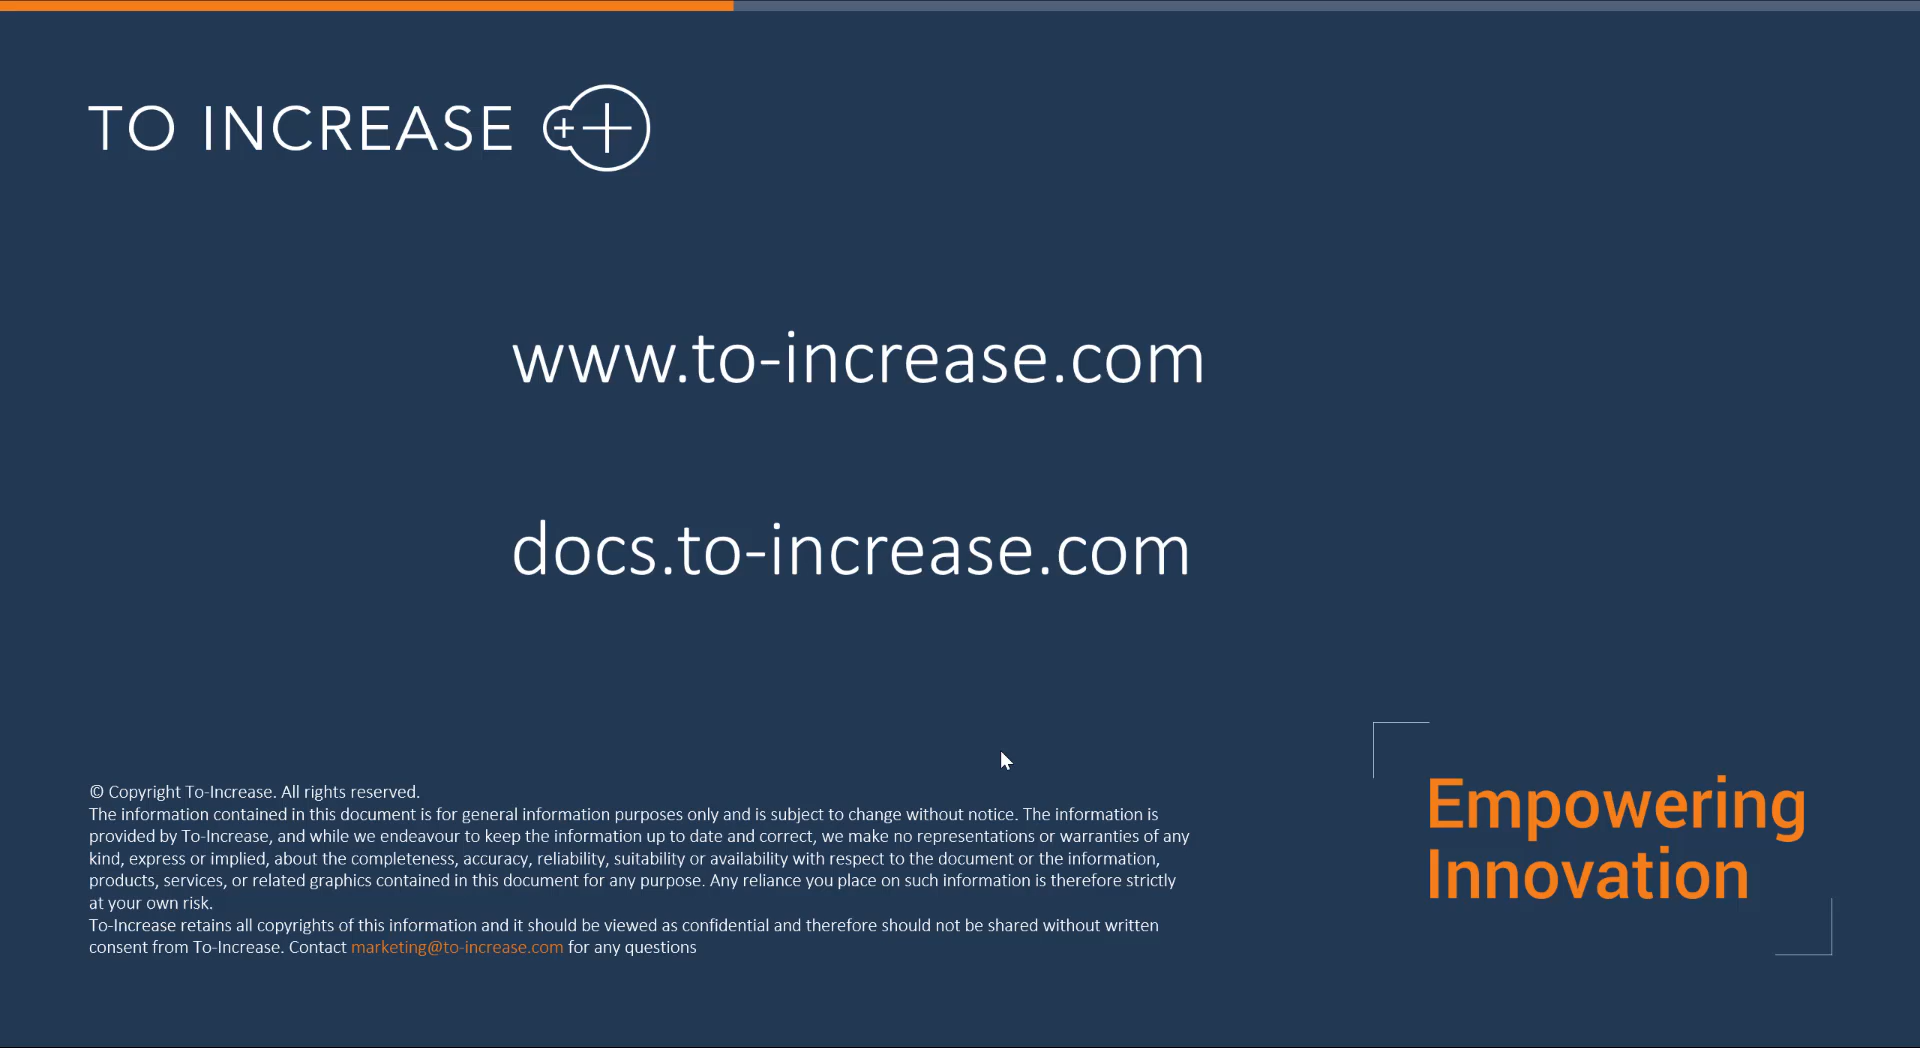 TO INCREASE
www.to-increase.com
docs.to-increase.com
© Copyright To-Increase. All rights reserved.
The information contained in this document is for general information purposes only and is subject to change without notice. The information is
provided by To-Increase, and while we endeavour to keep the information up to date and correct, we make no representations or warranties of any
kind, express or implied, about the completeness, accuracy, reliability, suitability or availability with respect to the document or the information,
products, services, or related graphics contained in this document for any purpose. Any reliance you place on such information is therefore strictly
at your own risk.
To-Increase retains all copyrights of this information and it should be viewed as confidential and therefore should not be shared without written
consent from To-Increase. Contact marketing@to-increase.com for any questions
Empowering
Innovation